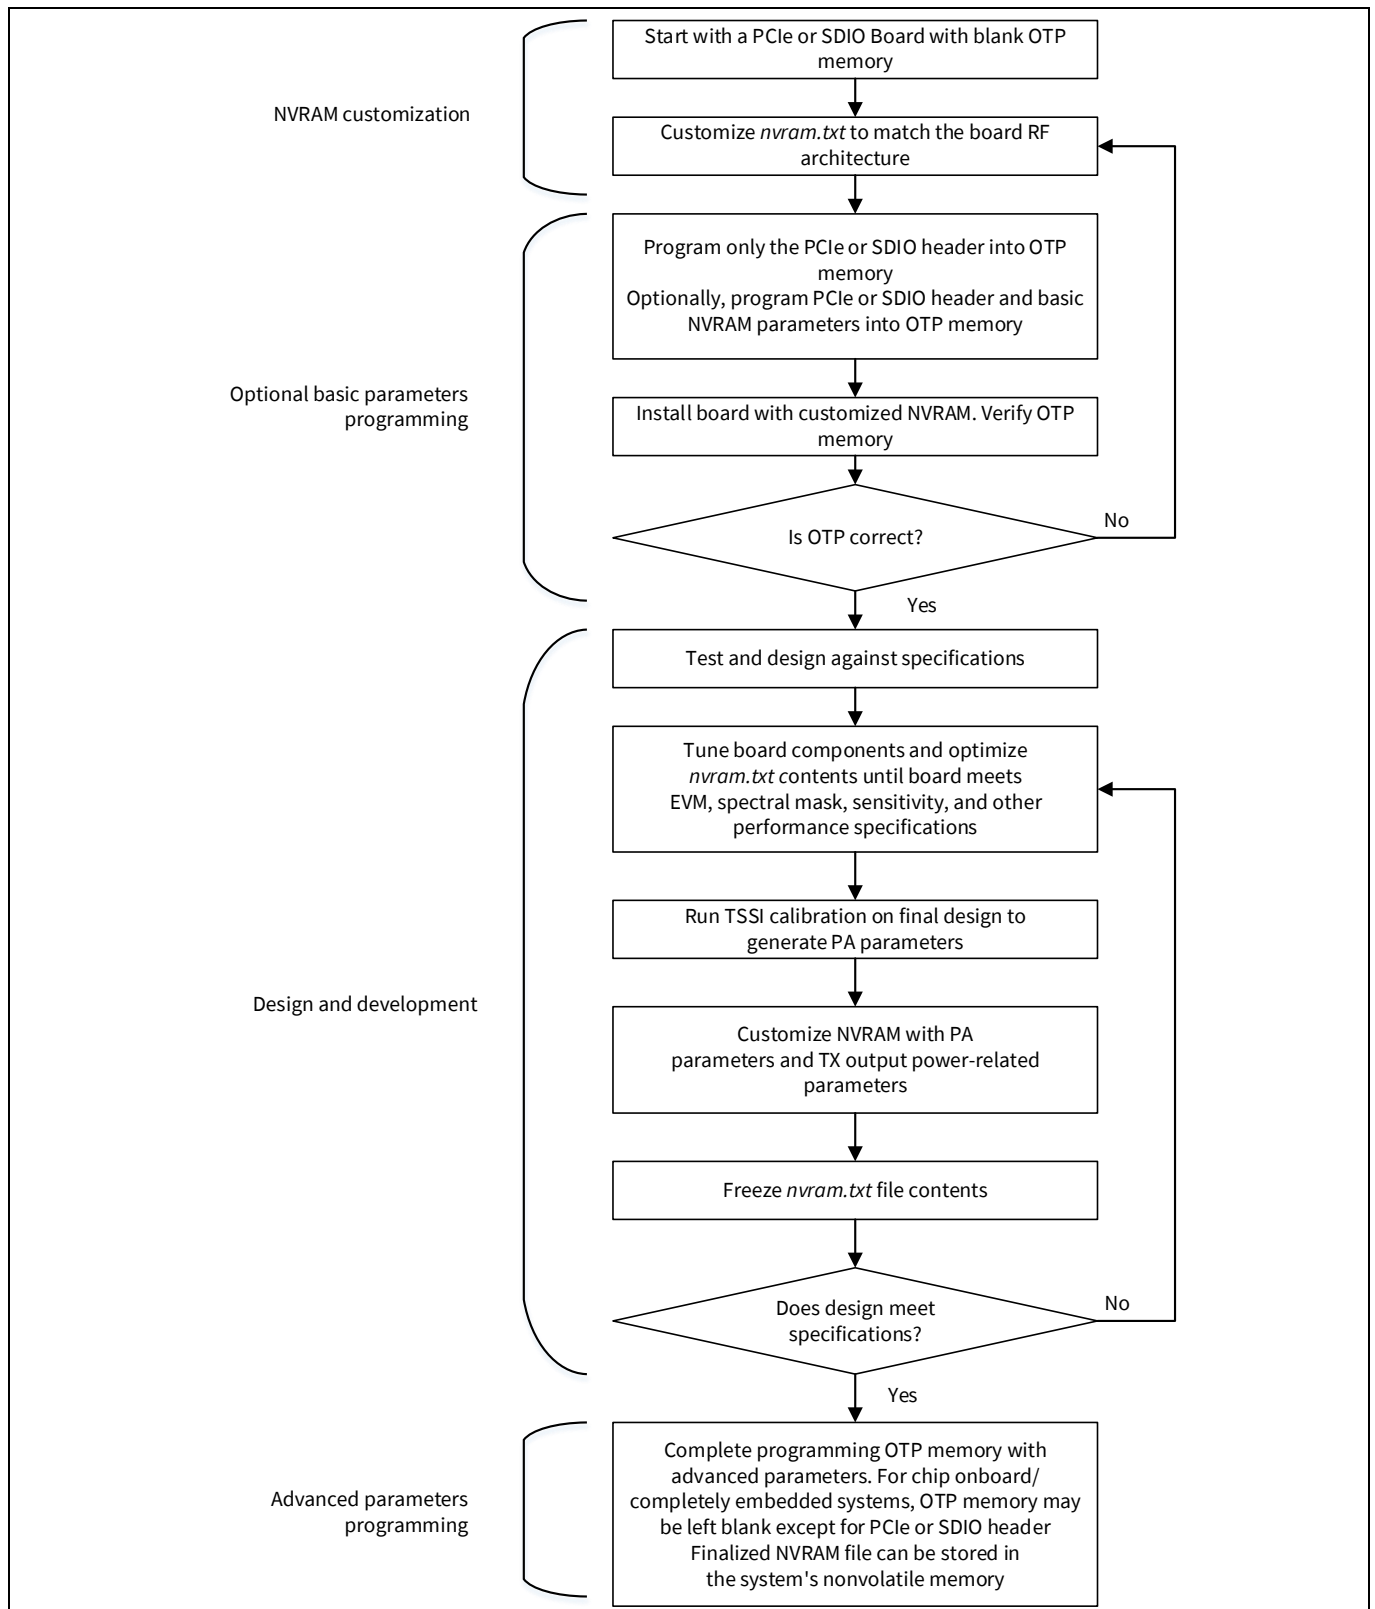 Start with a PCIe or SDIO Board with blank OTP
memory
NVRAM customization
Customize nvram.txt to match the board RF
architecture
Program only the PCIe or SDIO header into OTP
memory
Optionally, program PCIe or SDIO header and basic
NVRAM parameters into OTP memory
Optional basic parameters
programming
Install board with customized NVRAM. Verify OTP
memory
Is OTP correct?
No
Yes
Test and design against specifications
Tune board components and optimize
nvram.txt contents until board meets
EVM, spectral mask, sensitivity, and other
performance specifications
Run TSSI calibration on final design to
generate PA parameters
Design and development
Customize NVRAM with PA
parameters and TX output power-related
parameters
Freeze nvram.txt file contents
Does design meet
specifications?
No
Yes
Advanced parameters
programming
Complete programming OTP memory with
advanced parameters. For chip onboard/
completely embedded systems, OTP memory may
be left blank except for PCIe or SDIO header
Finalized NVRAM file can be stored in
the system's nonvolatile memory